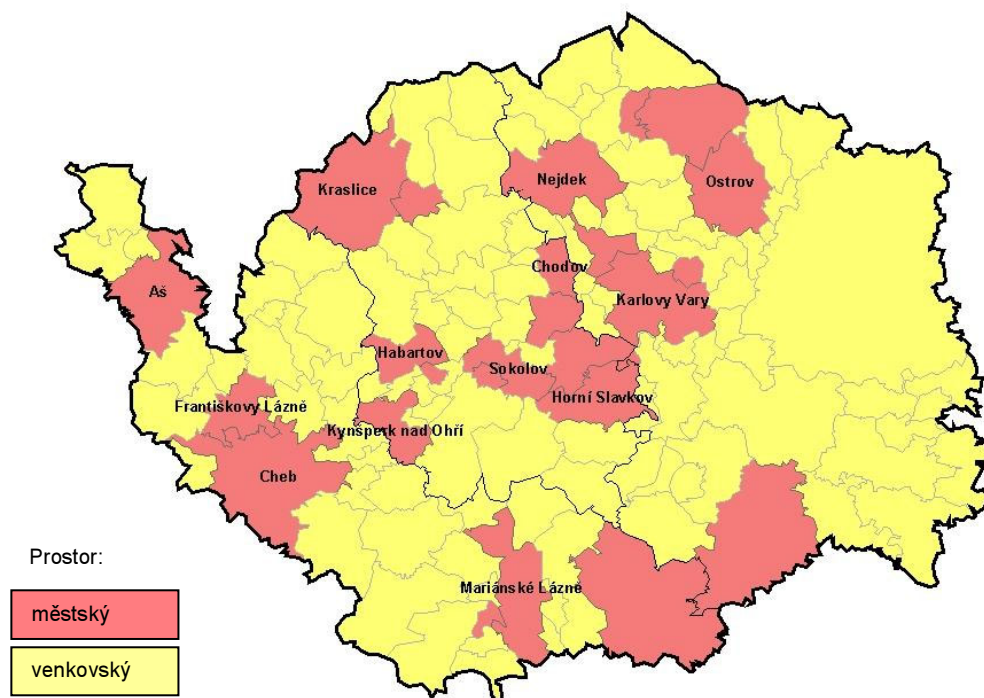 Kraslice
Nejdek
Ostrov
Aš
Chodov
Karlovy Vary
Habartov
Sokolov
Horní Slavkov
Františkovy Lázně
Kynšperk nad Ohří
Cheb
Mariánské Lázně
Prostor:
městský
venkovský